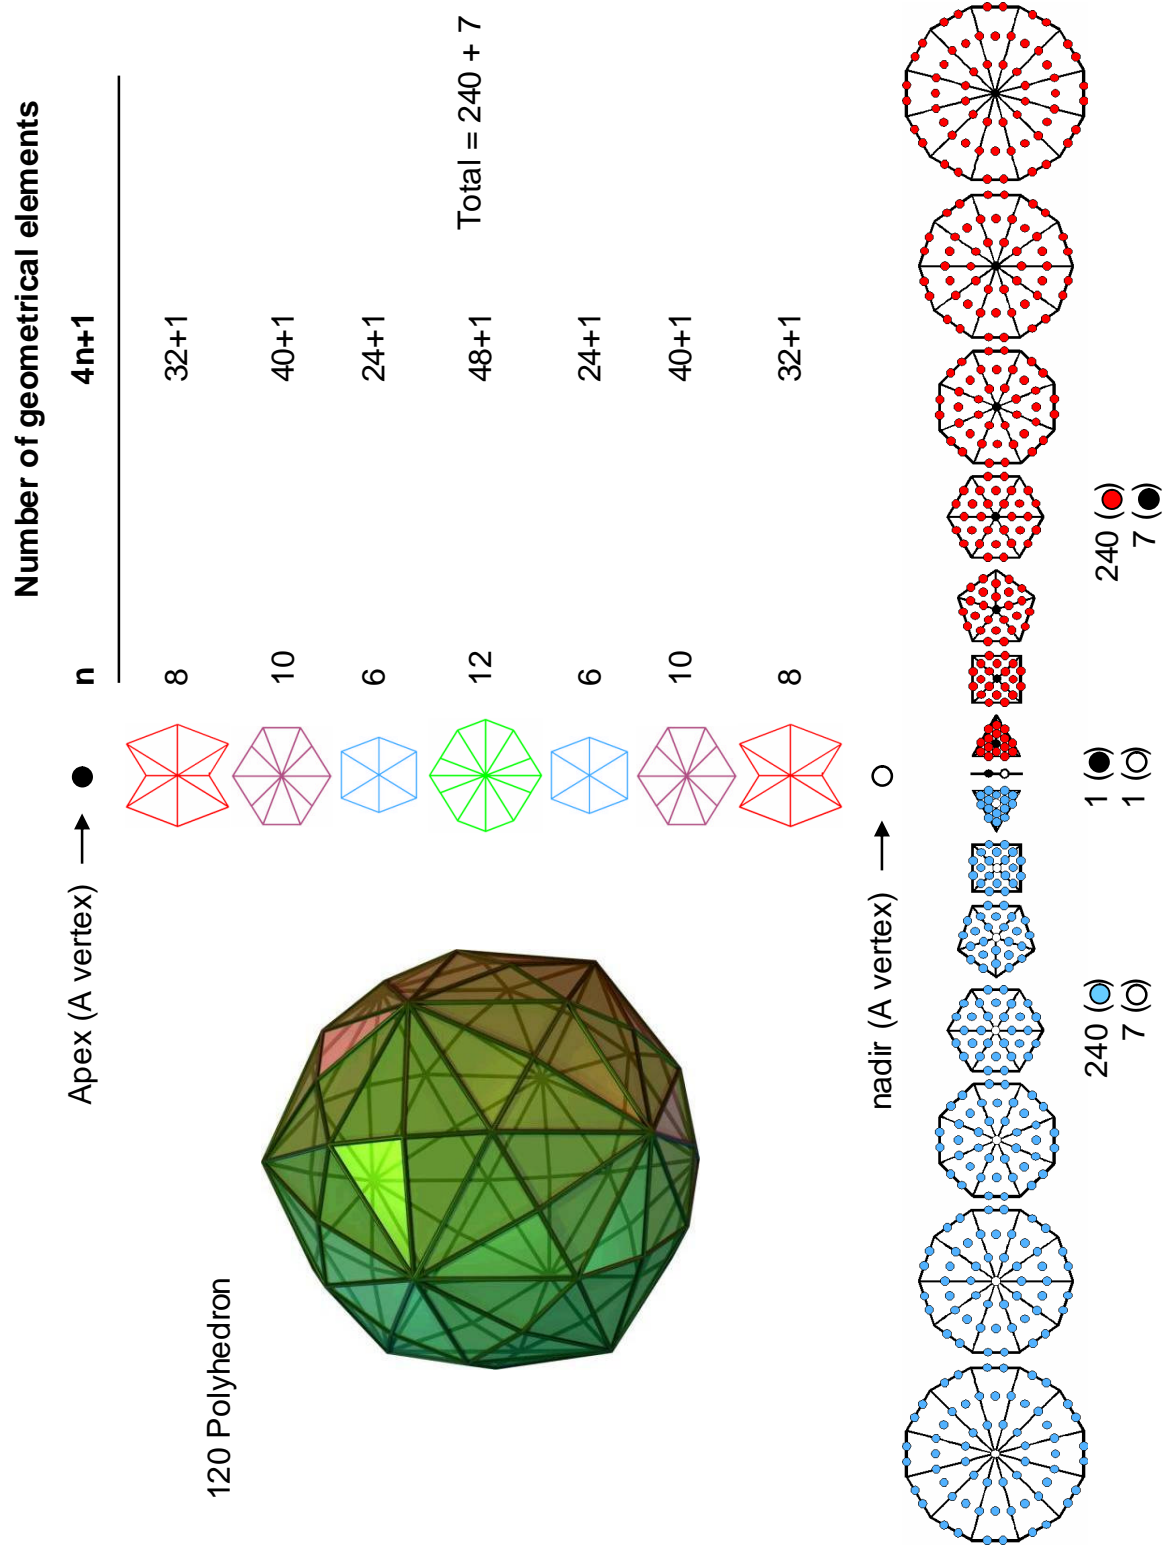 Number of geometrical elements
n 4n+1
Apex (A vertex)
8 32+1
10 40+1
6 24+1
120 Polyhedron
12 48+1 Total = 240 + 7
6 24+1
10 40+1
8 32+1
nadir (A vertex)
240 ( ) 1 ( ) 240 ( )
7 ( ) 1 ( ) 7 ( )